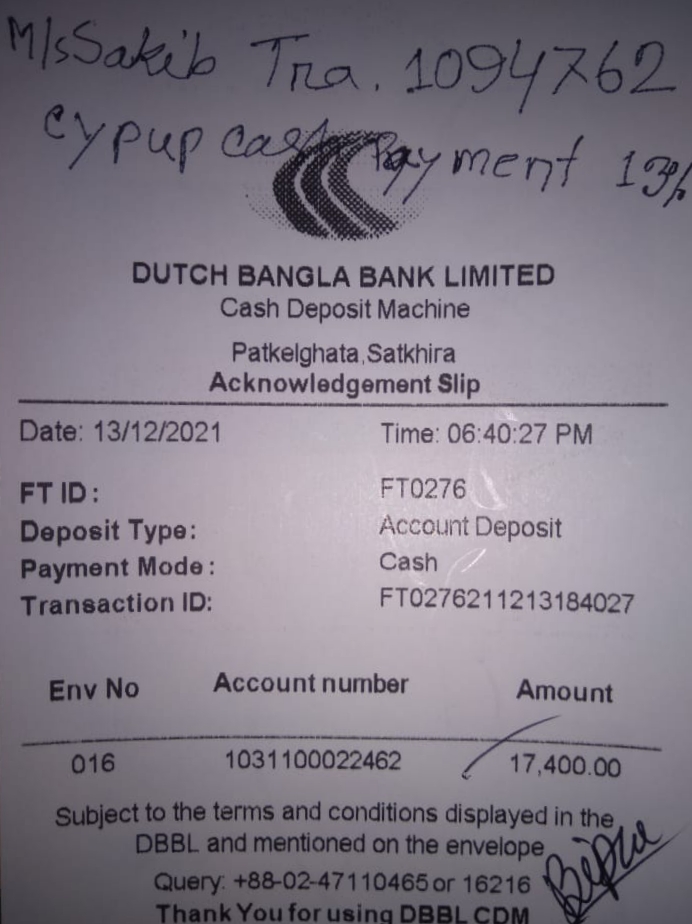 M/s Sakib Tra. 1094762
cypup cash Payment 13%
DUTCH BANGLA BANK LIMITED
Cash Deposit Machine
Patkelghata,Satkhira
Acknowledgement Slip
Date: 13/12/2021 Time: 06:40:27 PM
FT ID: FT0276
Deposit Type: Account Deposit
Payment Mode: Cash
Transaction ID: FT0276211213184027
Env No Account number Amount
016 1031100022462 17,400.00
Subject to the terms and conditions displayed in the
DBBL and mentioned on the envelope
Query: +88-02-47110465 or 16216
Thank You for using DBBL CDM